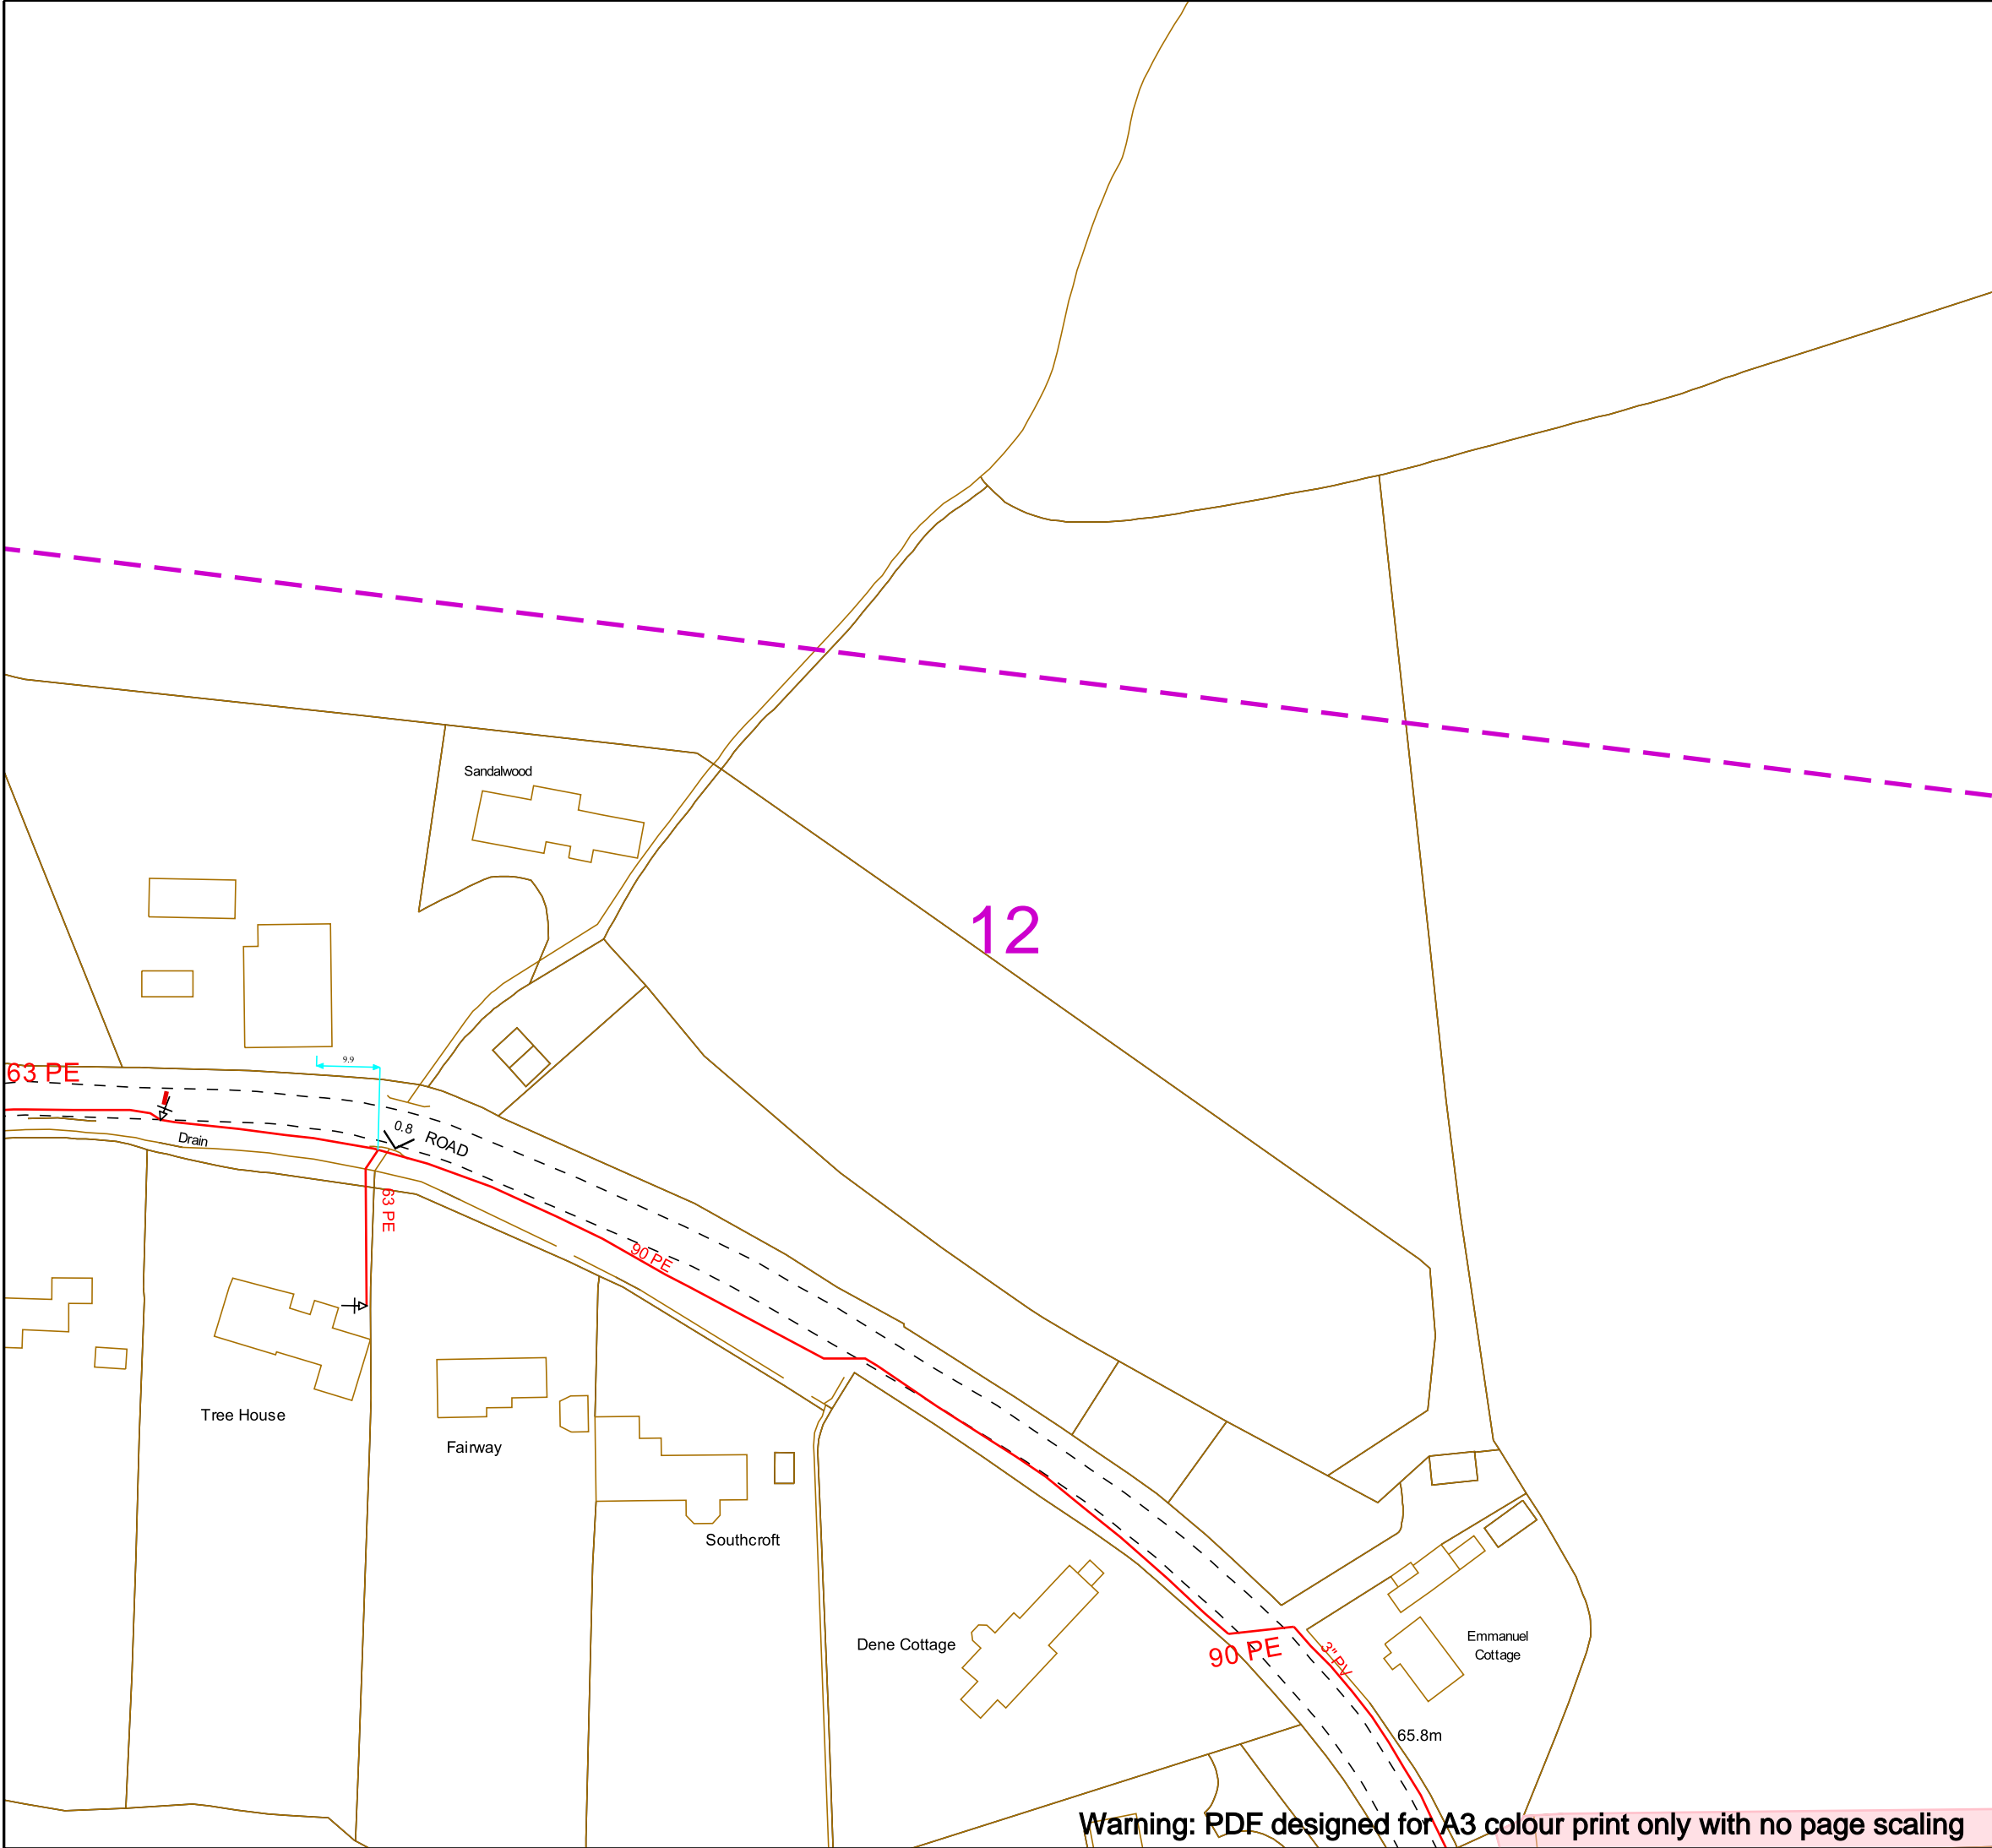 Sandalwood
12
9.9
63 PE
0.8
ROAD
Drain
63 PE
90 PE
Tree House
Fairway
Southcroft
Dene Cottage
Emmanuel
Cottage
90 PE
3" PV
65.8m
Warning: PDF designed for A3 colour print only with no page scaling